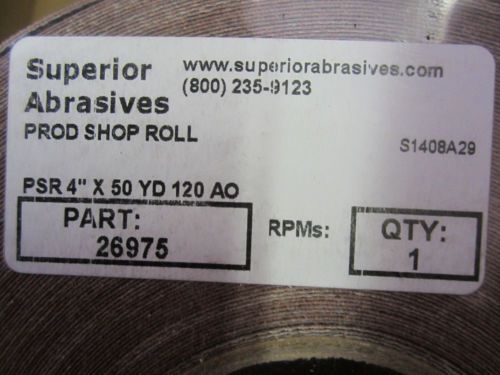 Superior
Abrasives
www.superiorabrasives.com
(800) 235-9123
PROD SHOP ROLL
S1408A29
PSR 4" X 50 YD 120 AO
PART:
26975
RPMs:
QTY:
1